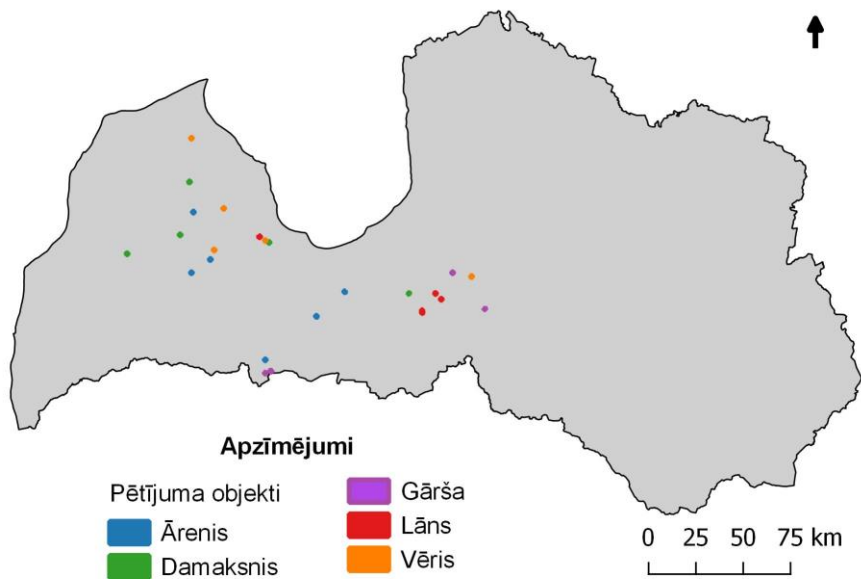 Apzīmējumi
Pētījuma objekti
Ārenis
Damaksnis
Gārša
Lāns
Vēris
0 25 50 75 km